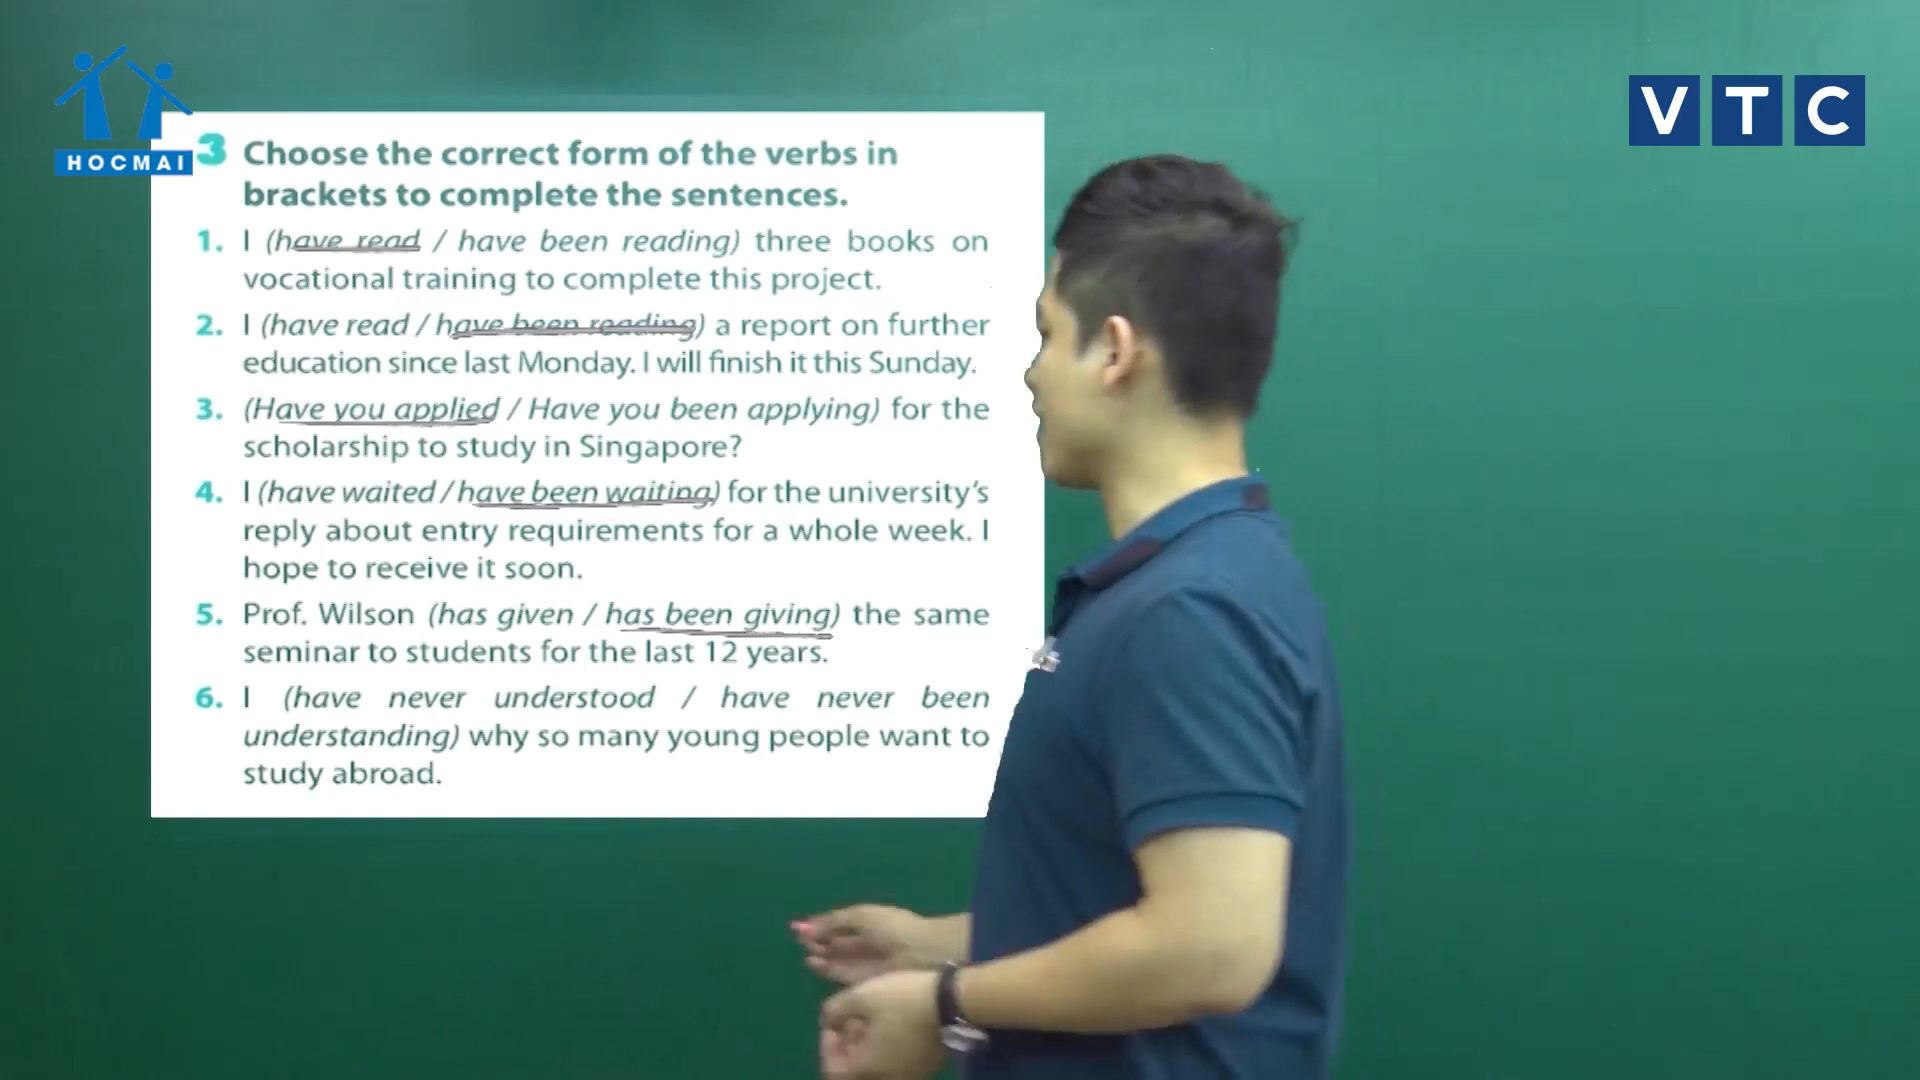 HOCMAI
VTC
3 Choose the correct form of the verbs in
brackets to complete the sentences.
1. I (have read / have been reading) three books on
vocational training to complete this project.
2. I (have read / have been reading) a report on further
education since last Monday. I will finish it this Sunday.
3. (Have you applied / Have you been applying) for the
scholarship to study in Singapore?
4. I (have waited / have been waiting) for the university's
reply about entry requirements for a whole week. I
hope to receive it soon.
5. Prof. Wilson (has given / has been giving) the same
seminar to students for the last 12 years.
6. I (have never understood / have never been
understanding) why so many young people want to
study abroad.